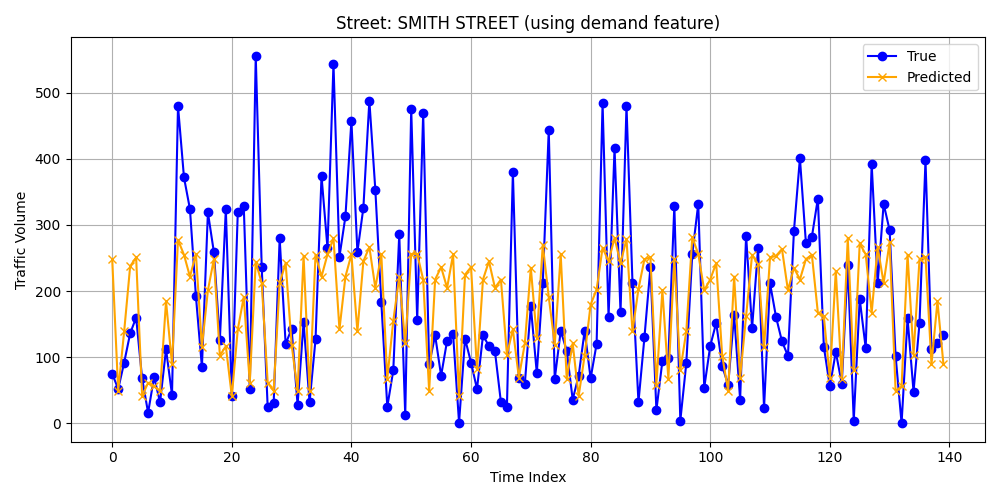 Street: SMITH STREET (using demand feature)
True
Predicted
Traffic Volume
500
400
300
200
100
0
0 20 40 60 80 100 120 140
Time Index